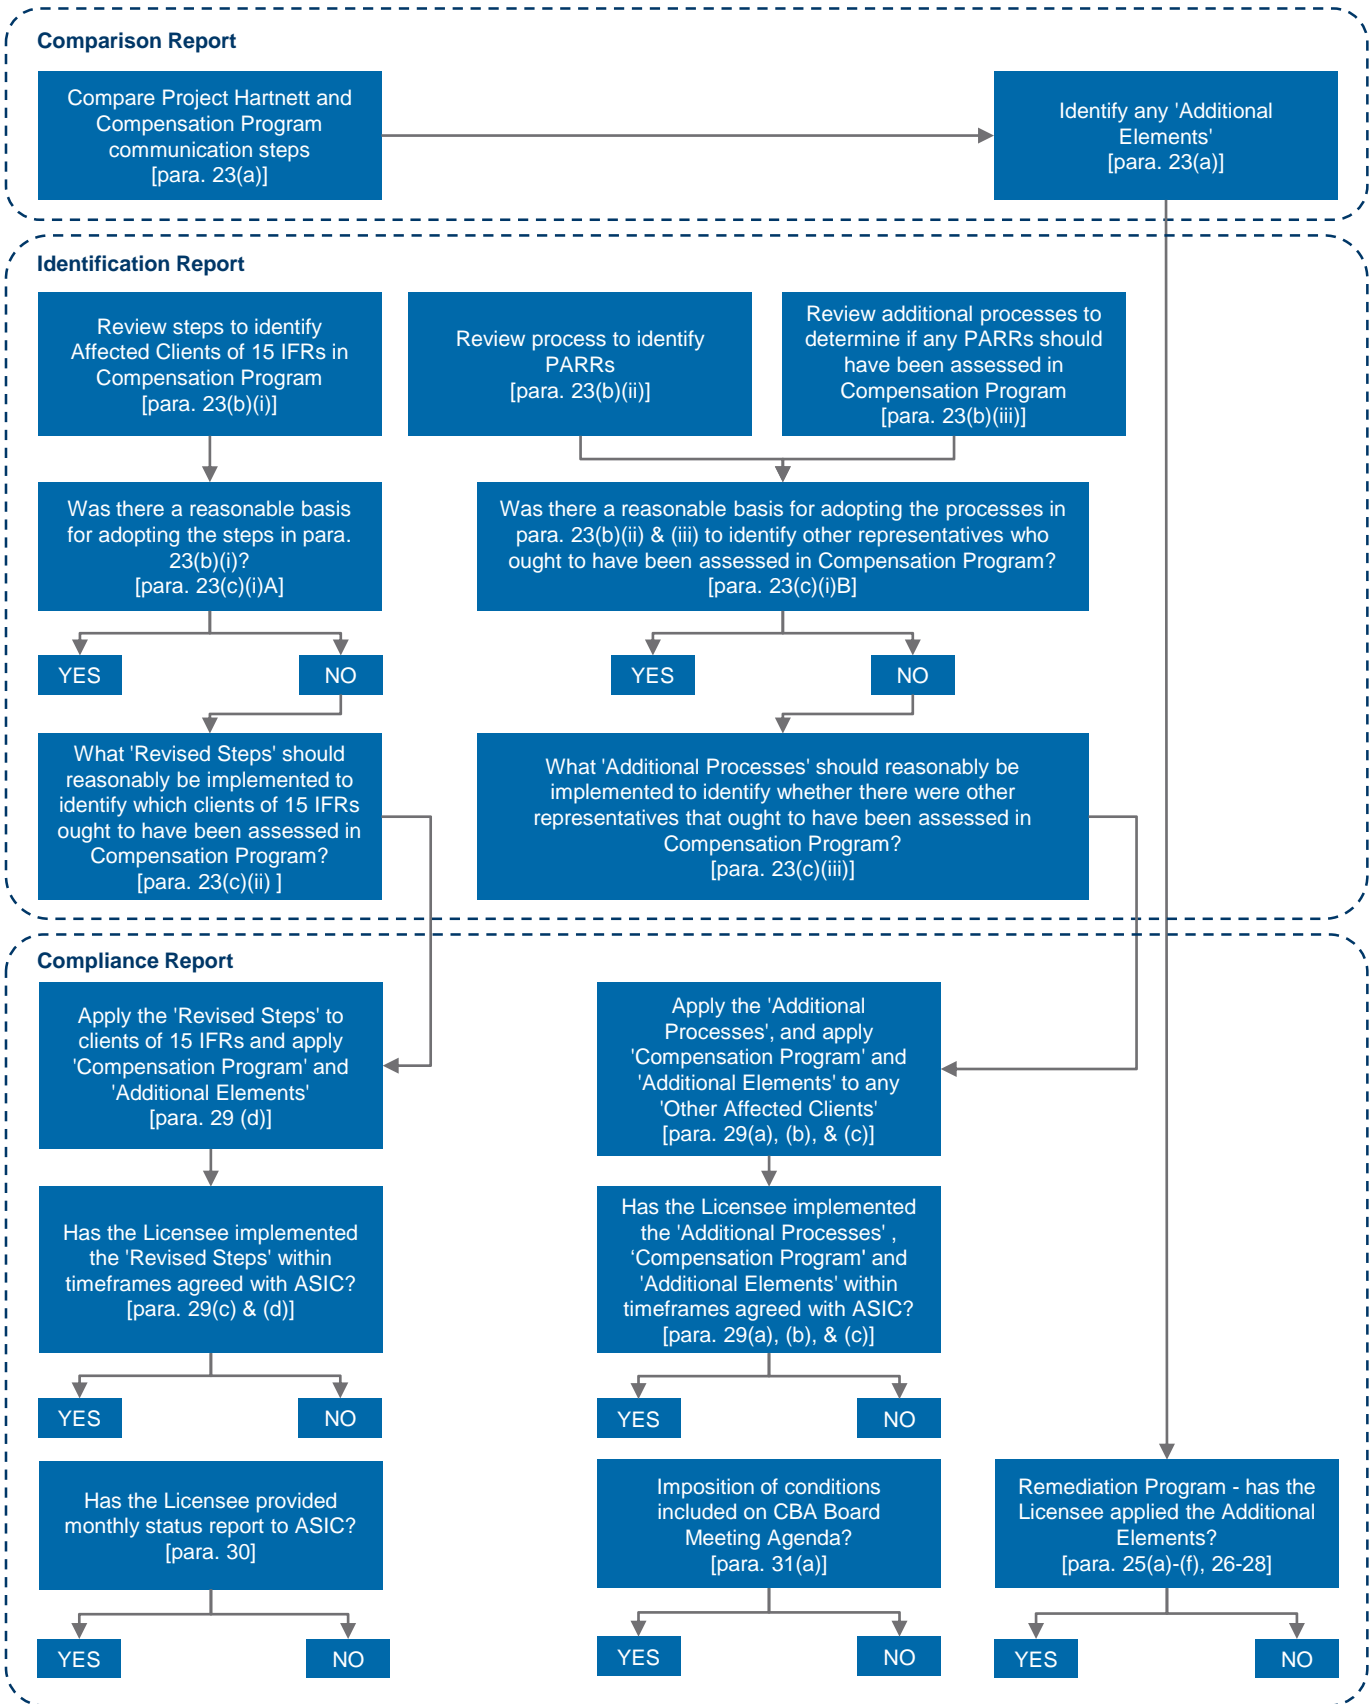 Comparison Report
Compare Project Hartnett and
Compensation Program
communication steps
[para. 23(a)]
Identify any 'Additional
Elements'
[para. 23(a)]
Identification Report
Review steps to identify
Affected Clients of 15 IFRs in
Compensation Program
[para. 23(b)(i)]
Review process to identify
PARRs
[para. 23(b)(ii)]
Review additional processes to
determine if any PARRs should
have been assessed in
Compensation Program
[para. 23(b)(iii)]
Was there a reasonable basis
for adopting the steps in para.
23(b)(i)?
[para. 23(c)(i)A]
Was there a reasonable basis for adopting the processes in
para. 23(b)(ii) & (iii) to identify other representatives who
ought to have been assessed in Compensation Program?
[para. 23(c)(i)B]
YES
NO
YES
NO
What 'Revised Steps' should
reasonably be implemented to
identify which clients of 15 IFRs
ought to have been assessed in
Compensation Program?
[para. 23(c)(ii) ]
What 'Additional Processes' should reasonably be
implemented to identify whether there were other
representatives that ought to have been assessed in
Compensation Program?
[para. 23(c)(iii)]
Compliance Report
Apply the 'Revised Steps' to
clients of 15 IFRs and apply
'Compensation Program' and
'Additional Elements'
[para. 29 (d)]
Apply the 'Additional
Processes', and apply
'Compensation Program' and
'Additional Elements' to any
'Other Affected Clients'
[para. 29(a), (b), & (c)]
Has the Licensee implemented
the 'Revised Steps' within
timeframes agreed with ASIC?
[para. 29(c) & (d)]
Has the Licensee implemented
the 'Additional Processes' ,
‘Compensation Program' and
'Additional Elements' within
timeframes agreed with ASIC?
[para. 29(a), (b), & (c)]
YES
NO
YES
NO
Has the Licensee provided
monthly status report to ASIC?
[para. 30]
Imposition of conditions
included on CBA Board
Meeting Agenda?
[para. 31(a)]
Remediation Program - has the
Licensee applied the Additional
Elements?
[para. 25(a)-(f), 26-28]
YES
NO
YES
NO
YES
NO